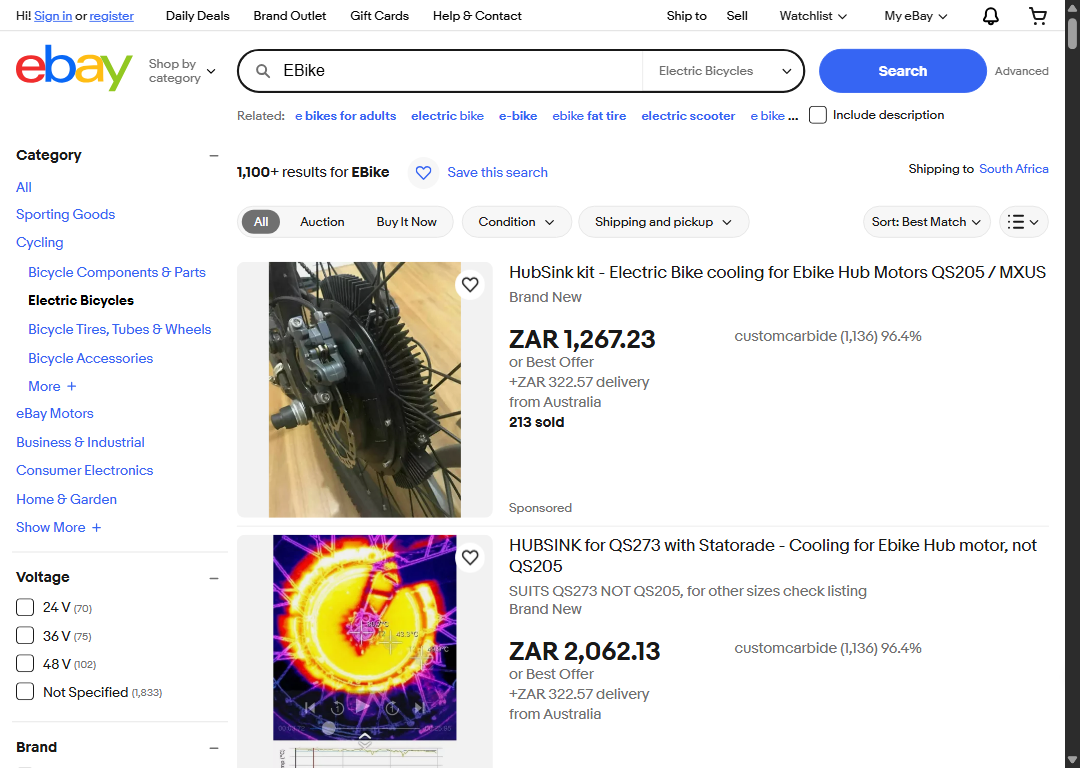 Hi! Sign in or register
Daily Deals
Brand Outlet
Gift Cards
Help & Contact
Ship to
Sell
Watchlist
My eBay
ebay
Shop by
category
EBike
Electric Bicycles
Search
Advanced
Related: e bikes for adults electric bike e-bike ebike fat tire electric scooter e bike ...
Include description
Category
All
Sporting Goods
Cycling
Bicycle Components & Parts
Electric Bicycles
Bicycle Tires, Tubes & Wheels
Bicycle Accessories
More +
eBay Motors
Business & Industrial
Consumer Electronics
Home & Garden
Show More +
Voltage
24 V (70)
36 V (75)
48 V (102)
Not Specified (1,833)
Brand
1,100+ results for EBike
Save this search
Shipping to South Africa
All
Auction
Buy It Now
Condition
Shipping and pickup
Sort: Best Match
HubSink kit - Electric Bike cooling for Ebike Hub Motors QS205 / MXUS
Brand New
ZAR 1,267.23
customcarbide (1,136) 96.4%
or Best Offer
+ZAR 322.57 delivery
from Australia
213 sold
Sponsored
HUBSINK for QS273 with Statorade - Cooling for Ebike Hub motor, not
QS205
SUITS QS273 NOT QS205, for other sizes check listing
Brand New
ZAR 2,062.13
customcarbide (1,136) 96.4%
or Best Offer
+ZAR 322.57 delivery
from Australia
43.3°C